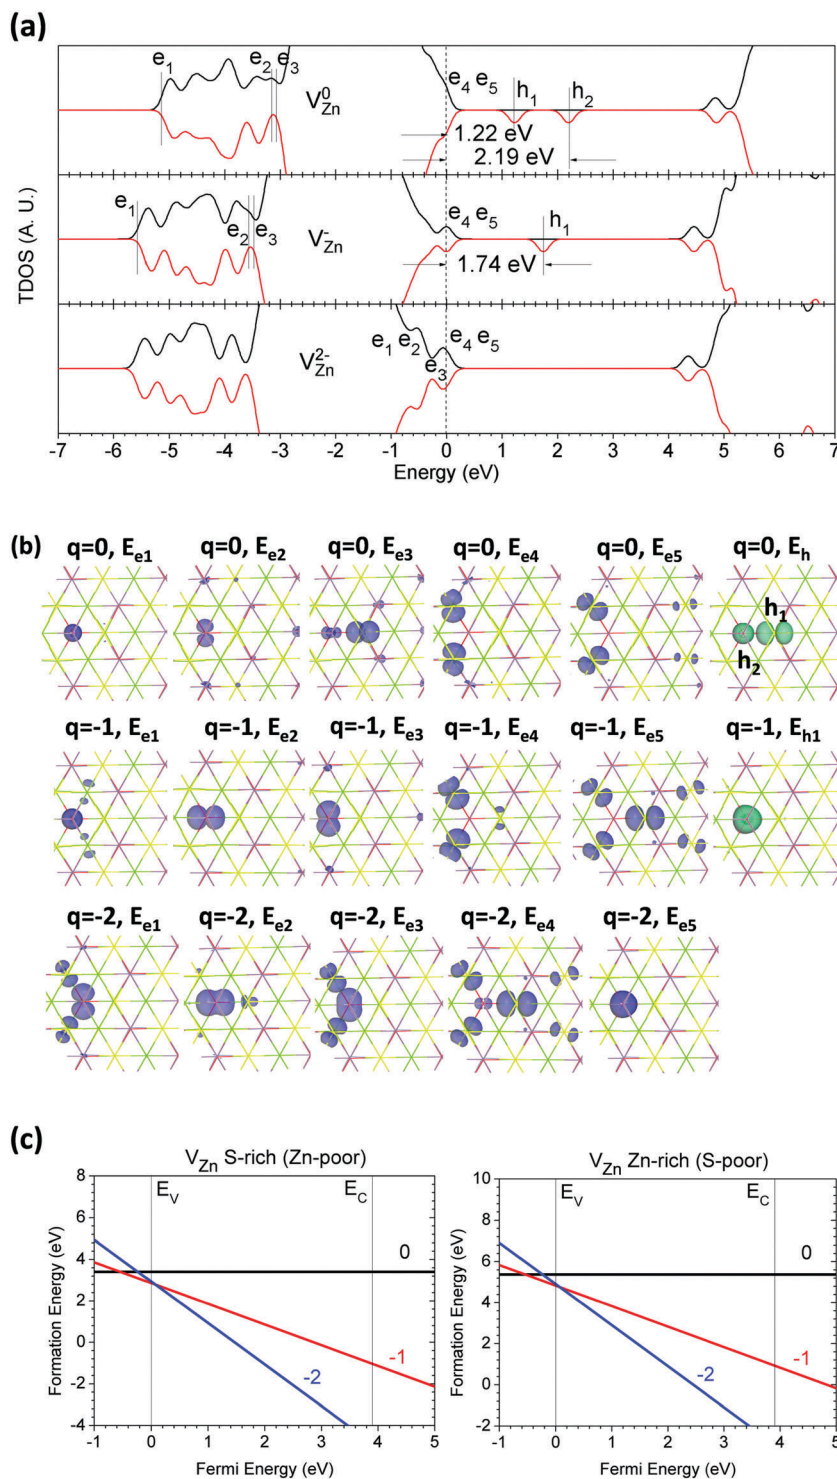 (a)
e1 e2 e3 V0Zn e4 e5 h1 h2
1.22 eV
2.19 eV
TDOS (A. U.)
e1 e2 e3 V-Zn e4 e5 h1
1.74 eV
e1 e2 e3 V2-Zn e4 e5
-7 -6 -5 -4 -3 -2 -1 0 1 2 3 4 5 6 7
Energy (eV)
(b)
q=0, Ee1 q=0, Ee2 q=0, Ee3 q=0, Ee4 q=0, Ee5 q=0, Eh
h1
h2
q=-1, Ee1 q=-1, Ee2 q=-1, Ee3 q=-1, Ee4 q=-1, Ee5 q=-1, Eh1
q=-2, Ee1 q=-2, Ee2 q=-2, Ee3 q=-2, Ee4 q=-2, Ee5
(c)
VZn S-rich (Zn-poor)
Formation Energy (eV)
8
6
4
2
0
-2
-4
EV EC
0
-1
-2
-1 0 1 2 3 4 5
Fermi Energy (eV)
VZn Zn-rich (S-poor)
Formation Energy (eV)
10
8
6
4
2
0
-2
EV EC
0
-1
-2
-1 0 1 2 3 4 5
Fermi Energy (eV)